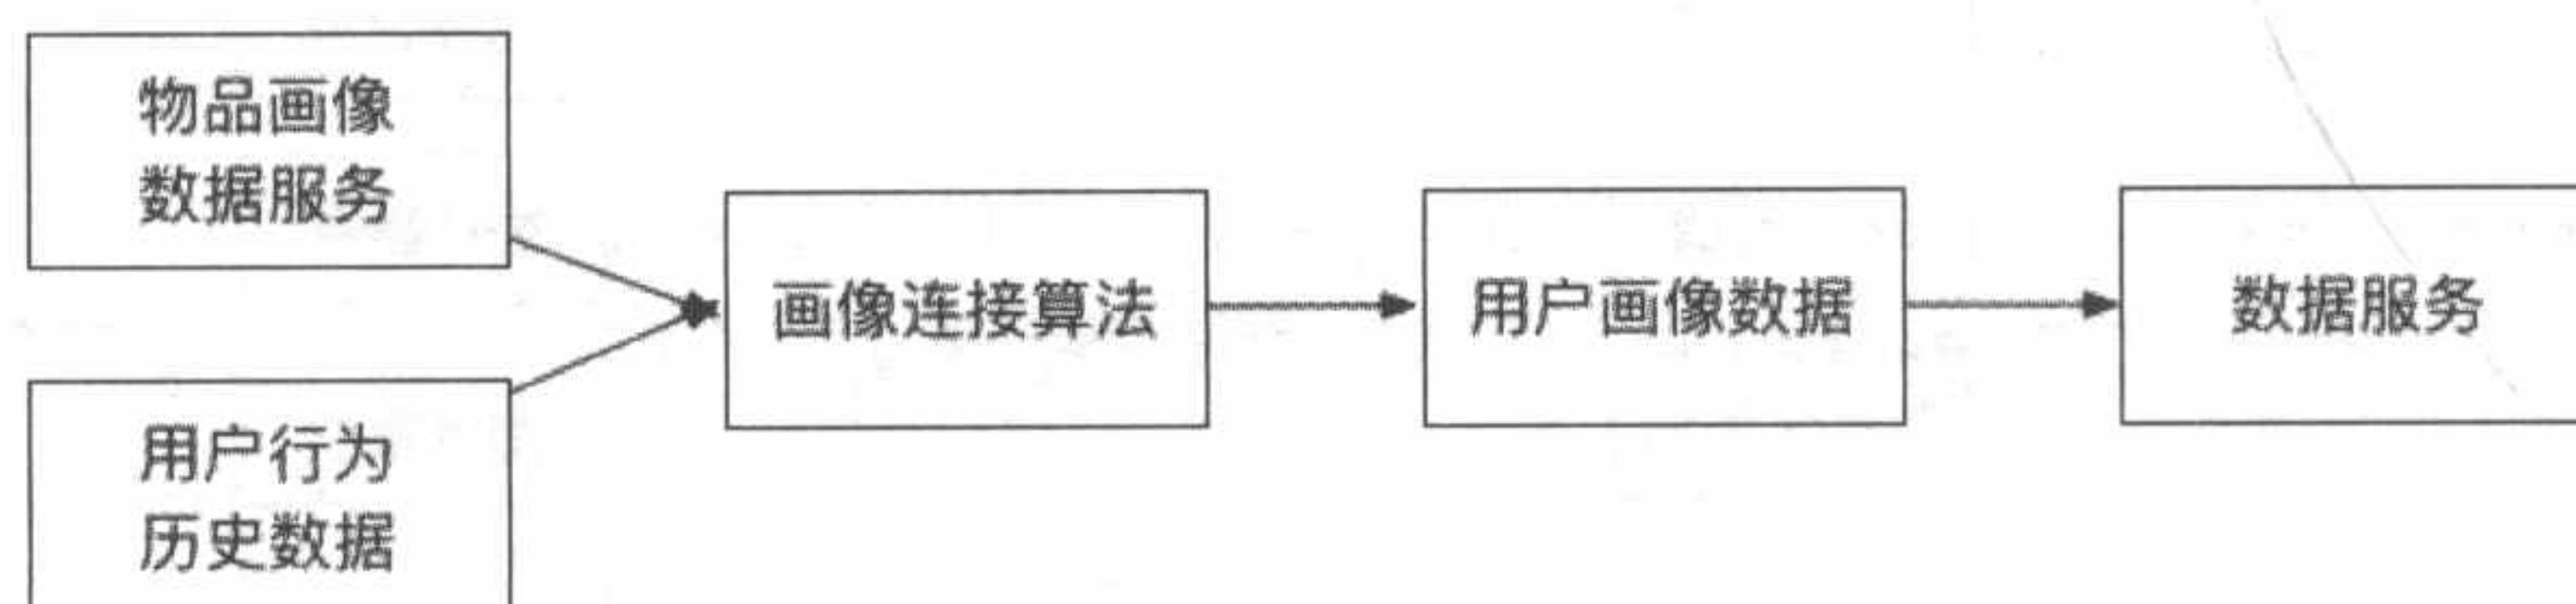 物品画像
数据服务
用户行为
历史数据
画像连接算法
用户画像数据
数据服务